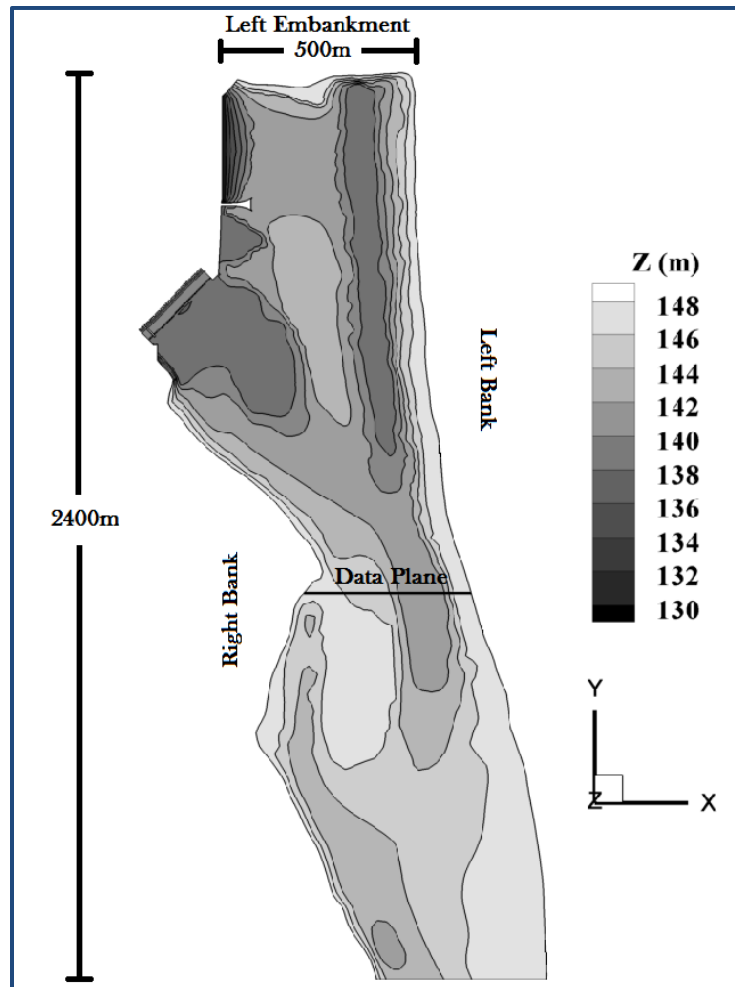 Left Embankment
500m
Z (m)
148
146
144
142
140
138
136
134
132
130
Left Bank
2400m
Data Plane
Right Bank
Y
Z
X